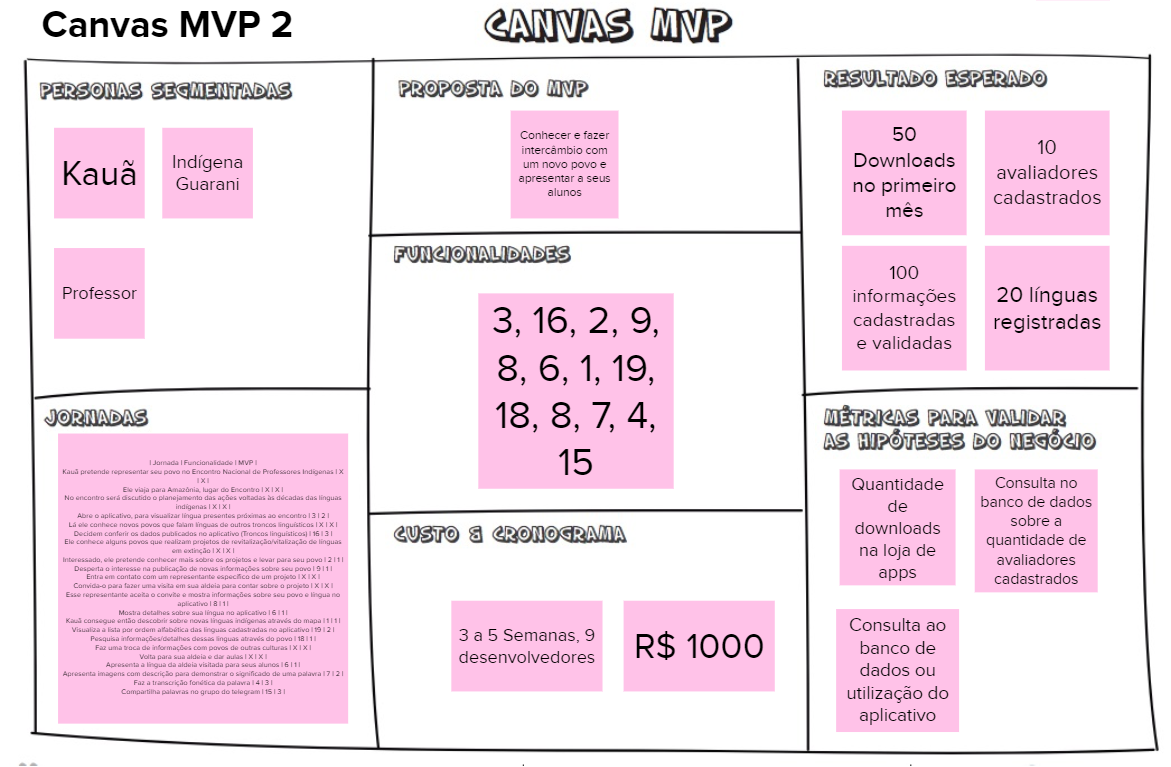 Canvas MVP 2
CANVAS MVP
PERSONAS SEGMENTADAS
Kauã
Indígena
Guarani
Professor
JORNADAS
| Jornada | Funcionalidade | MVP |
Kauã pretende representar seu povo no Encontro Nacional de Professores Indígenas | X
| X |
Ele viaja para Amazônia, lugar do Encontro | X | X |
No encontro será discutido o planejamento das ações voltadas às décadas das línguas
indígenas | X | X |
Abre o aplicativo, para visualizar língua presentes próximas ao encontro | 3 | 2 |
Lá ele conhece novos povos que falam línguas de outros troncos linguísticos | X | X |
Decidem conferir os dados publicados no aplicativo (Troncos linguísticos) | 16 | 3 |
Ele conhece alguns povos que realizam projetos de revitalização/vitalização de línguas
em extinção | X | X |
Interessado, ele pretende conhecer mais sobre os projetos e levar para seu povo | 2 | 1 |
Desperta o interesse na publicação de novas informações sobre seu povo | 9 | 1 |
Entra em contato com um representante específico de um projeto | X | X |
Convida-o para fazer uma visita em sua aldeia para contar sobre o projeto | X | X |
Esse representante aceita o convite e mostra informações sobre seu povo e língua no
aplicativo | 8 | 1 |
Mostra detalhes sobre sua língua no aplicativo | 6 | 1 |
Kauã consegue então descobrir sobre novas línguas indígenas através do mapa | 1 | 1 |
Visualiza a lista por ordem alfabética das línguas cadastradas no aplicativo | 19 | 2 |
Pesquisa informações/detalhes dessas línguas através do povo | 18 | 1 |
Faz uma troca de informações com povos de outras culturas | X | X |
Volta para sua aldeia e dar aulas | X | X |
Apresenta a língua da aldeia visitada para seus alunos | 6 | 1 |
Apresenta imagens com descrição para demonstrar o significado de uma palavra | 7 | 2 |
Faz a transcrição fonética da palavra | 4 | 3 |
Compartilha palavras no grupo do telegram | 15 | 3 |
PROPOSTA DO MVP
Conhecer e fazer
intercâmbio com
um novo povo e
apresentar a seus
alunos
FUNCIONALIDADES
3, 16, 2, 9,
8, 6, 1, 19,
18, 8, 7, 4,
15
CUSTO & CRONOGRAMA
3 a 5 Semanas, 9
desenvolvedores
R$ 1000
RESULTADO ESPERADO
50
Downloads
no primeiro
mês
10
avaliadores
cadastrados
100
informações
cadastradas
e validadas
20 línguas
registradas
MÉTRICAS PARA VALIDAR
AS HIPÓTESES DO NEGÓCIO
Quantidade
de
downloads
na loja de
apps
Consulta no
banco de dados
sobre a
quantidade de
avaliadores
cadastrados
Consulta ao
banco de
dados ou
utilização do
aplicativo